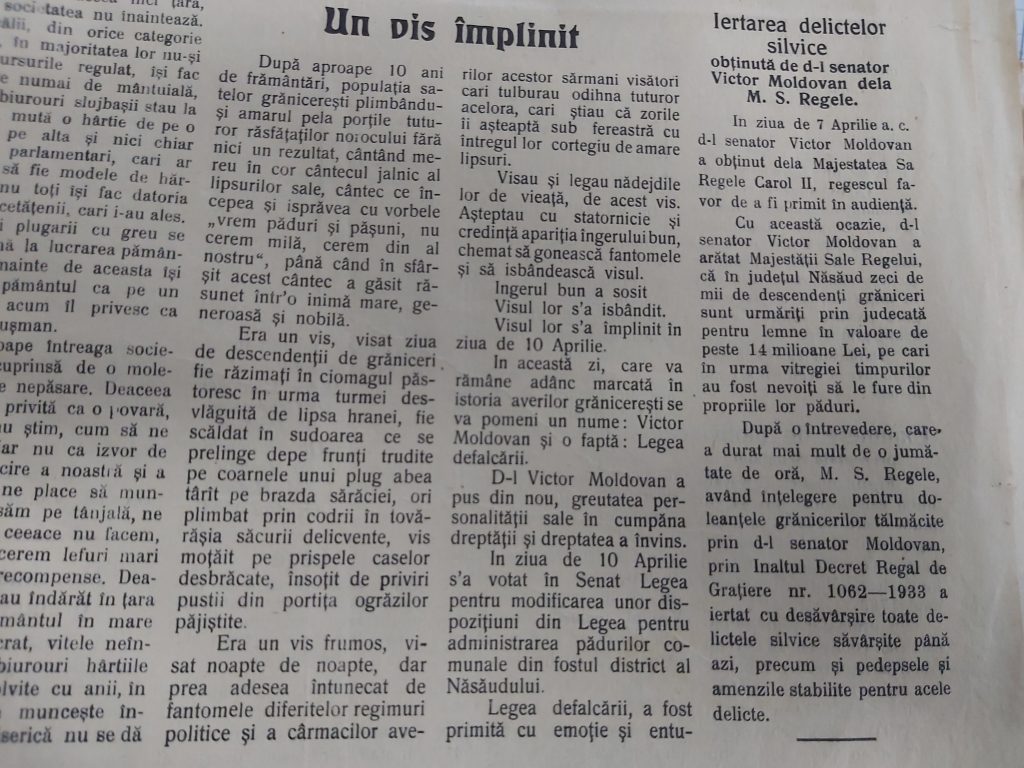 țara,
societatea nu înaintează.
din orice categorie
în majoritatea lor nu-și
regulat, își fac
numai de mântuială,
biurouri slujbașii stau la
mută o hârtie de pe o
pe alta și nici chiar
parlamentari, cari ar
să fie modele de
nu toți își fac datoria
cetățenii, cari i-au ales.
plugarii cu greu se
la lucrarea pămân-
înainte de aceasta își
pământul ca pe un
acum îl privesc ca
întreaga socie-
cuprinsă de o mole-
nepăsare. Deaceea
privită ca o povară,
știm, cum să ne
nu ca izvor de
a noastră și a
ne place să mun-
pe tânjală, ne
ceeace nu facem,
cerem lefuri mari
recompense. Dea-
îndărăt în țara
în mare
vitele neîn-
biurouri hârtiile
cu anii, în
muncește în-
nu se dă
Un vis împlinit
După aproape 10 ani
de frământări, populația sa-
telor grănicerești plimbându-
și amarul pela porțile tutu-
ror răsfățaților norocului fără
nici un rezultat, cântând me-
reu în cor cântecul jalnic al
lipsurilor sale, cântec ce în-
cepea și isprăvea cu vorbele
„vrem păduri și pășuni, nu
cerem milă, cerem din al
nostru“, până când în sfâr-
șit acest cântec a găsit ră-
sunet într'o inimă mare, ge-
neroasă și nobilă.
Era un vis, visat ziua
de descendenții de grăniceri
fie răzimați în ciomagul păs-
toresc în urma turmei des-
vlăguită de lipsa hranei, fie
scăldat în sudoarea ce se
prelinge depe frunți trudite
pe coarnele unui plug abea
târît pe brazda sărăciei, ori
plimbat prin codrii în tovă-
rășia săcurii delicvente, vis
moțăit pe prispele caselor
desbrăcate, însoțit de priviri
pustii din portița ogrăzilor
pájiștite.
Era un vis frumos, vi-
sat noapte de noapte, dar
prea adesea întunecat de
fantomele diferitelor regimuri
politice și a cârmacilor ave-
rilor acestor sărmani visători
cari tulburau odihna tuturor
acelora, cari știau că zorile
îi așteaptă sub fereastră cu
întregul lor cortegiu de amare
lipsuri.
Visau și legau nădejdile
lor de vieață, de acest vis.
Așteptau cu statornicie și
credință apariția îngerului bun,
chemat să gonească fantomele
și să isbândească visul.
Ingerul bun a sosit
Visul lor s'a isbândit.
Visul lor s'a împlinit în
ziua de 10 Aprilie.
In această zi, care va
rămâne adânc marcată în
istoria averilor grănicerești se
va pomeni un nume: Victor
Moldovan și o faptă: Legea
defalcării.
D-l Victor Moldovan a
pus din nou, greutatea per-
sonalității sale în cumpăna
dreptății și dreptatea a învins.
In ziua de 10 Aprilie
s'a votat în Senat Legea
pentru modificarea unor dis-
pozițiuni din Legea pentru
administrarea pădurilor co-
munale din fostul district al
Năsăudului.
Legea defalcării, a fost
primită cu emoție și entu-
Iertarea delictelor
silvice
obținută de d-l senator
Victor Moldovan dela
M. S. Regele.
In ziua de 7 Aprilie a. c.
d-l senator Victor Moldovan
a obținut dela Majestatea Sa
Regele Carol II, regescul fa-
vor de a fi primit în audiență.
Cu această ocazie, d-l
senator Victor Moldovan a
arătat Majestății Sale Regelui,
că în județul Năsăud zeci de
mii de descendenți grăniceri
sunt urmăriți prin judecată
pentru lemne în valoare de
peste 14 milioane Lei, pe cari
în urma vitregiei timpurilor
au fost nevoiți să le fure din
propriile lor păduri.
După o întrevedere, care
a durat mai mult de o jumă-
tate de oră, M. S. Regele,
având înțelegere pentru do-
leanțele grănicerilor tălmăcite
prin d-l senator Moldovan,
prin Inaltul Decret Regal de
Grațiere nr. 1062—1933 a
iertat cu desăvârșire toate de-
lictele silvice săvârșite până
azi, precum și pedepsele și
amenzile stabilite pentru acele
delicte.